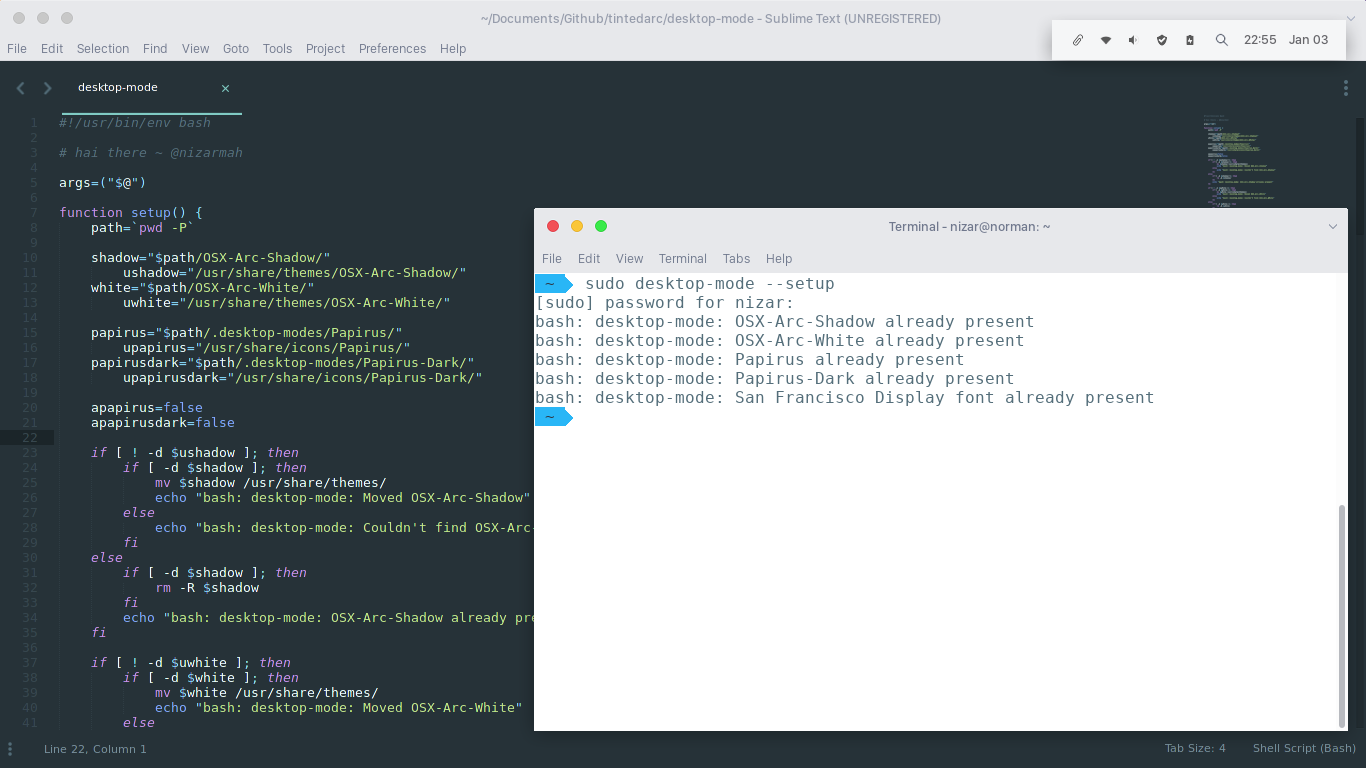 ~/Documents/Github/tintedarc/desktop-mode - Sublime Text (UNREGISTERED)
File Edit Selection Find View Goto Tools Project Preferences Help
22:55 Jan 03
desktop-mode ×
1 #!/usr/bin/env bash
2
3 # hai there ~ @nizarmah
4
5 args=("$@")
6
7 function setup() {
8 path=`pwd -P`
9
10 shadow="$path/OSX-Arc-Shadow/"
11 ushadow="/usr/share/themes/OSX-Arc-Shadow/"
12 white="$path/OSX-Arc-White/"
13 uwhite="/usr/share/themes/OSX-Arc-White/"
14
15 papirus="$path/.desktop-modes/Papirus/"
16 upapirus="/usr/share/icons/Papirus/"
17 papirusdark="$path/.desktop-modes/Papirus-Dark/"
18 upapirusdark="/usr/share/icons/Papirus-Dark/"
19
20 apapirus=false
21 apapirusdark=false
22
23 if [ ! -d $ushadow ]; then
24 if [ -d $shadow ]; then
25 mv $shadow /usr/share/themes/
26 echo "bash: desktop-mode: Moved OSX-Arc-Shadow"
27 else
28 echo "bash: desktop-mode: Couldn't find OSX-Arc-
29 fi
30 else
31 if [ -d $shadow ]; then
32 rm -R $shadow
33 fi
34 echo "bash: desktop-mode: OSX-Arc-Shadow already pre
35 fi
36
37 if [ ! -d $uwhite ]; then
38 if [ -d $white ]; then
39 mv $white /usr/share/themes/
40 echo "bash: desktop-mode: Moved OSX-Arc-White"
41 else
Terminal - nizar@norman: ~
File Edit View Terminal Tabs Help
~ sudo desktop-mode --setup
[sudo] password for nizar:
bash: desktop-mode: OSX-Arc-Shadow already present
bash: desktop-mode: OSX-Arc-White already present
bash: desktop-mode: Papirus already present
bash: desktop-mode: Papirus-Dark already present
bash: desktop-mode: San Francisco Display font already present
~
Line 22, Column 1
Tab Size: 4 Shell Script (Bash)